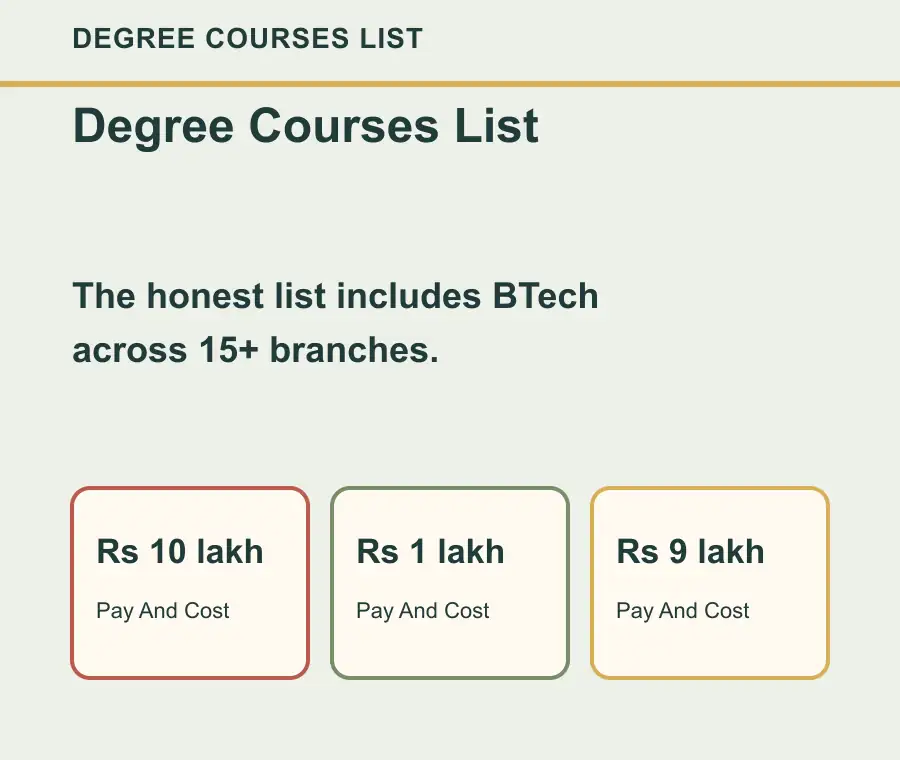 DEGREE COURSES LIST
Degree Courses List
The honest list includes BTech
across 15+ branches.
Rs 10 lakh
Pay And Cost
Rs 1 lakh
Pay And Cost
Rs 9 lakh
Pay And Cost